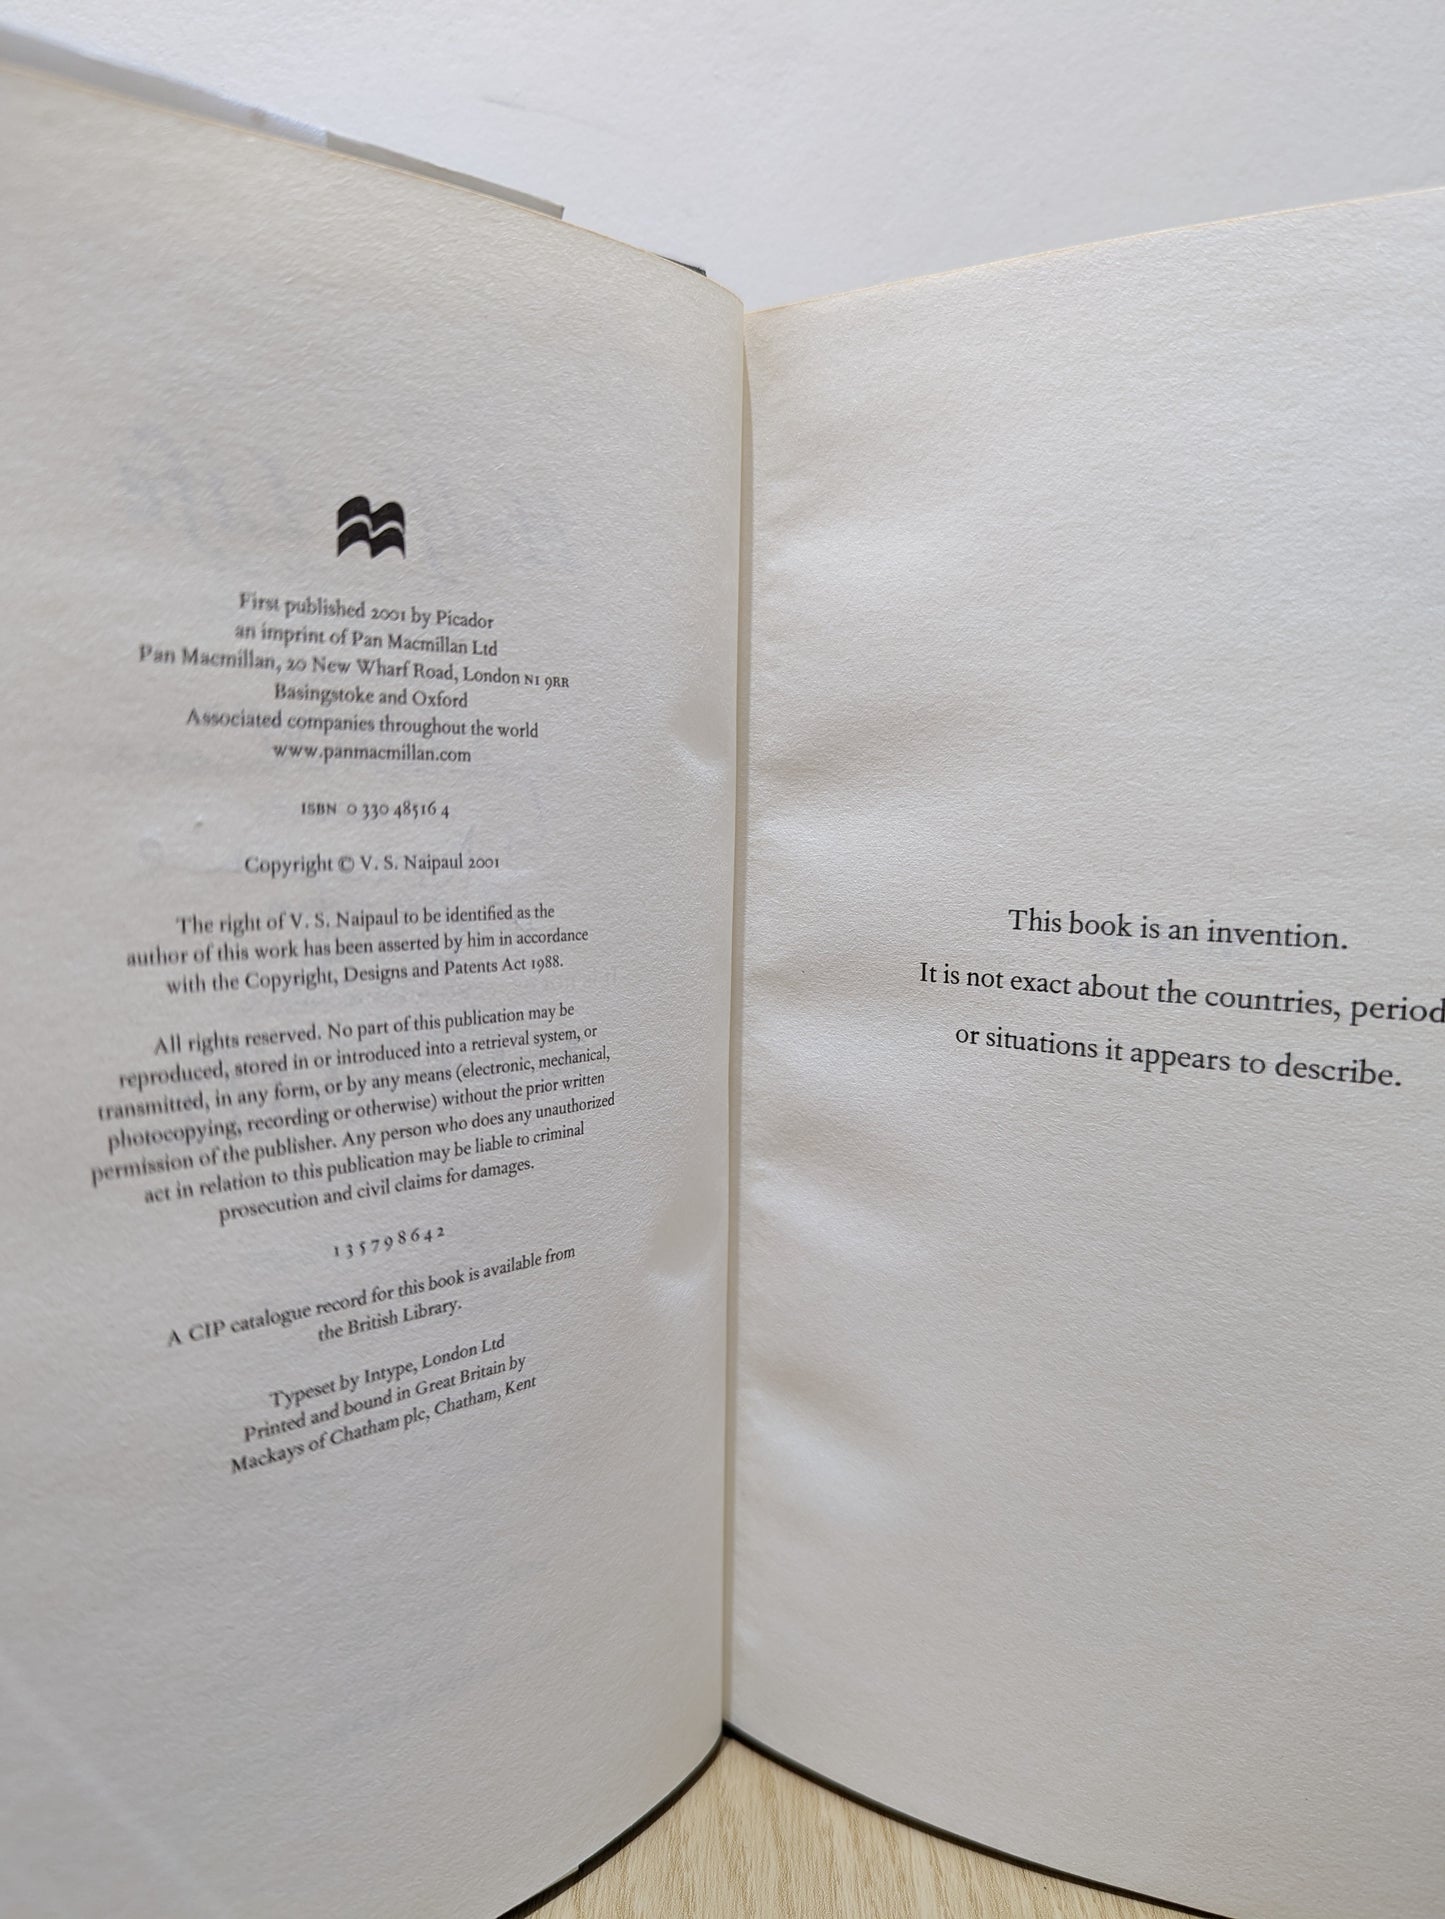 First published 2001 by Picador
an imprint of Pan Macmillan Ltd
Pan Macmillan, 20 New Wharf Road, London N1 9RR
Basingstoke and Oxford
Associated companies throughout the world
www.panmacmillan.com
ISBN 0 330 48516 4
Copyright © V. S. Naipaul 2001
The right of V. S. Naipaul to be identified as the
author of this work has been asserted by him in accordance
with the Copyright, Designs and Patents Act 1988.
All rights reserved. No part of this publication may be
reproduced, stored in or introduced into a retrieval system, or
transmitted, in any form, or by any means (electronic, mechanical,
photocopying, recording or otherwise) without the prior written
permission of the publisher. Any person who does any unauthorized
act in relation to this publication may be liable to criminal
prosecution and civil claims for damages.
1 3 5 7 9 8 6 4 2
A CIP catalogue record for this book is available from
the British Library.
Typeset by Intype, London Ltd
Printed and bound in Great Britain by
Mackays of Chatham plc, Chatham, Kent
This book is an invention.
It is not exact about the countries, period
or situations it appears to describe.